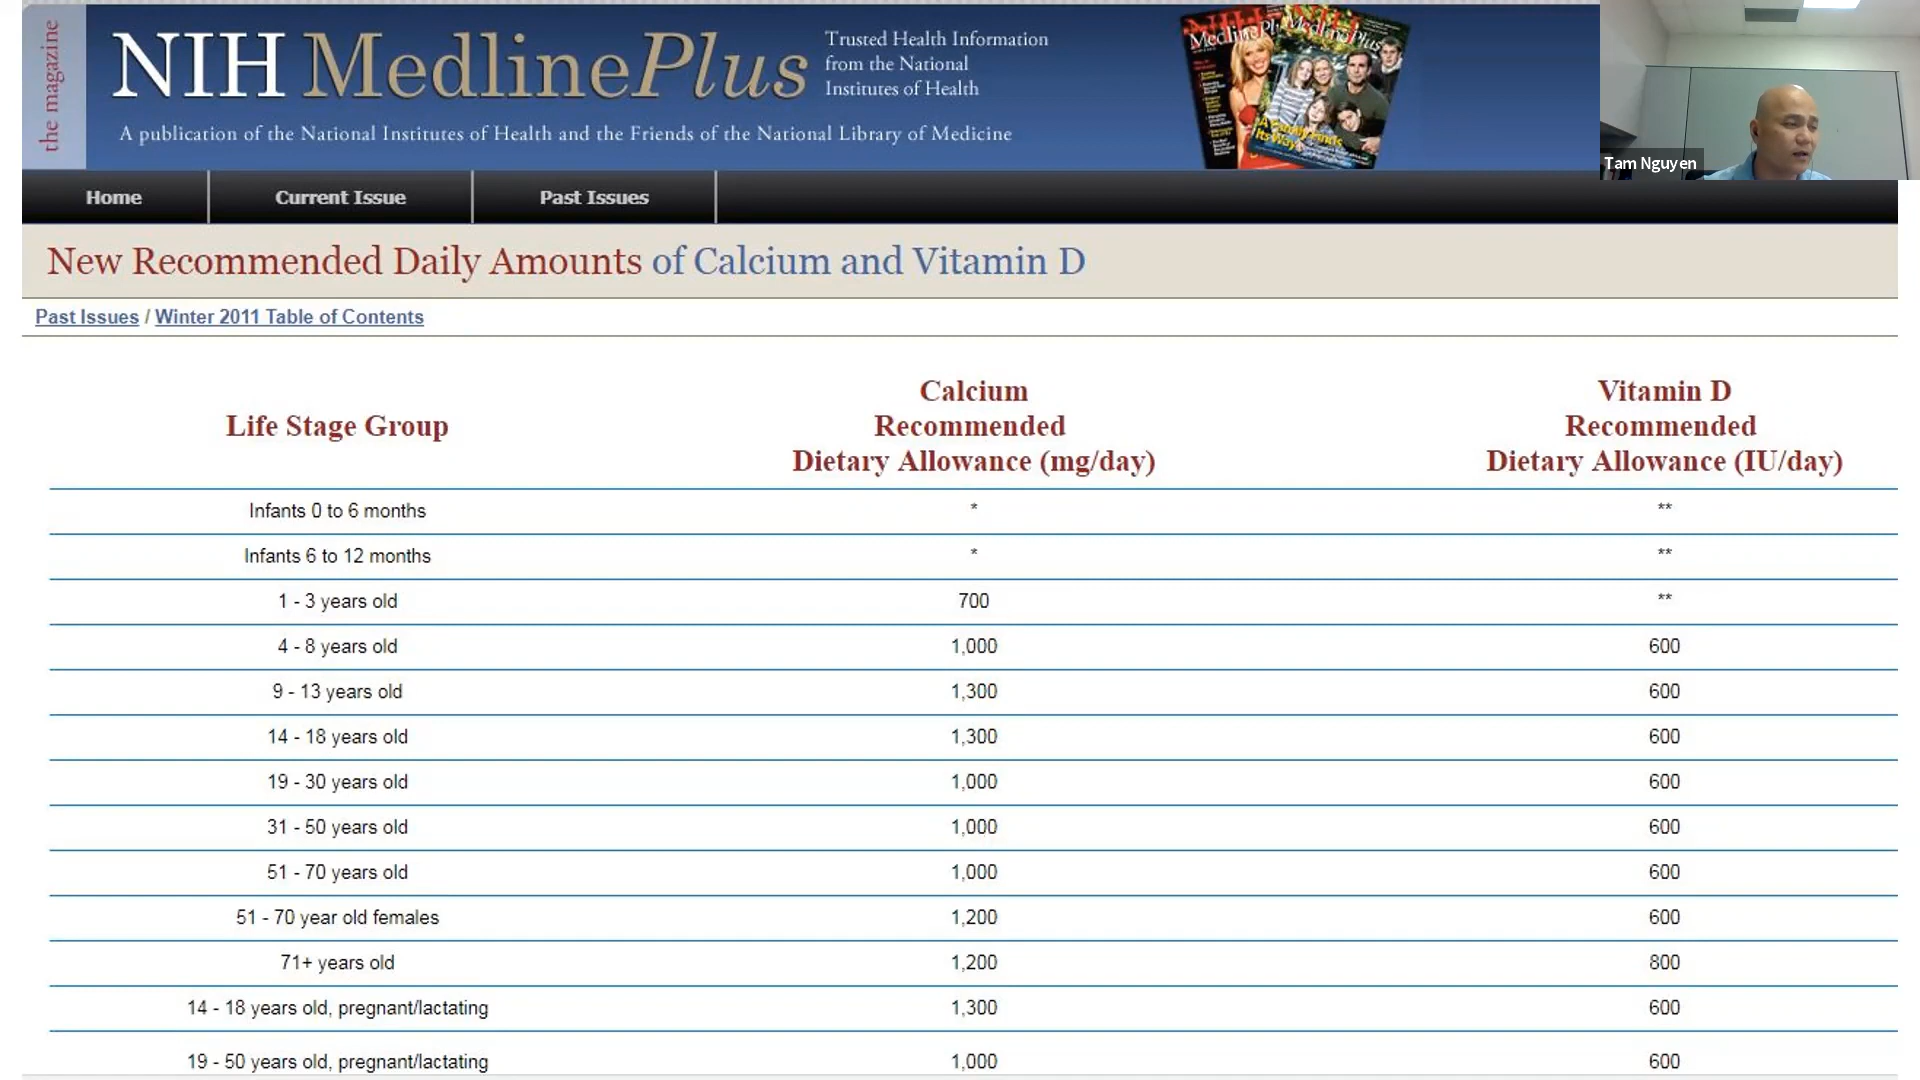 the magazine
NIH MedlinePlus
Trusted Health Information
from the National
Institutes of Health
A publication of the National Institutes of Health and the Friends of the National Library of Medicine
MedlinePlus
A Family Finds
Its Way
Tam Nguyen
Home Current Issue Past Issues
New Recommended Daily Amounts of Calcium and Vitamin D
Past Issues / Winter 2011 Table of Contents
Life Stage Group
Calcium
Recommended
Dietary Allowance (mg/day)
Vitamin D
Recommended
Dietary Allowance (IU/day)
Infants 0 to 6 months * **
Infants 6 to 12 months * **
1 - 3 years old 700 **
4 - 8 years old 1,000 600
9 - 13 years old 1,300 600
14 - 18 years old 1,300 600
19 - 30 years old 1,000 600
31 - 50 years old 1,000 600
51 - 70 years old 1,000 600
51 - 70 year old females 1,200 600
71+ years old 1,200 800
14 - 18 years old, pregnant/lactating 1,300 600
19 - 50 years old, pregnant/lactating 1,000 600